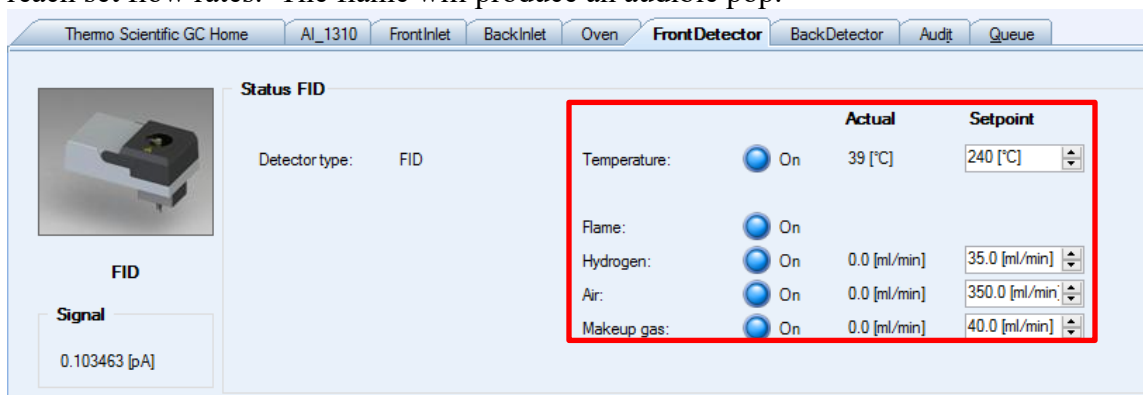 reach set flow rates. The flame will produce an audible pop.
Thermo Scientific GC Home AI_1310 FrontInlet BackInlet Oven FrontDetector BackDetector Audit Queue
Status FID
Actual Setpoint
Detector type: FID Temperature: On 39 [°C] 240 [°C]
Flame: On
Hydrogen: On 0.0 [ml/min] 35.0 [ml/min]
FID
Air: On 0.0 [ml/min] 350.0 [ml/min]
Signal
Makeup gas: On 0.0 [ml/min] 40.0 [ml/min]
0.103463 [pA]